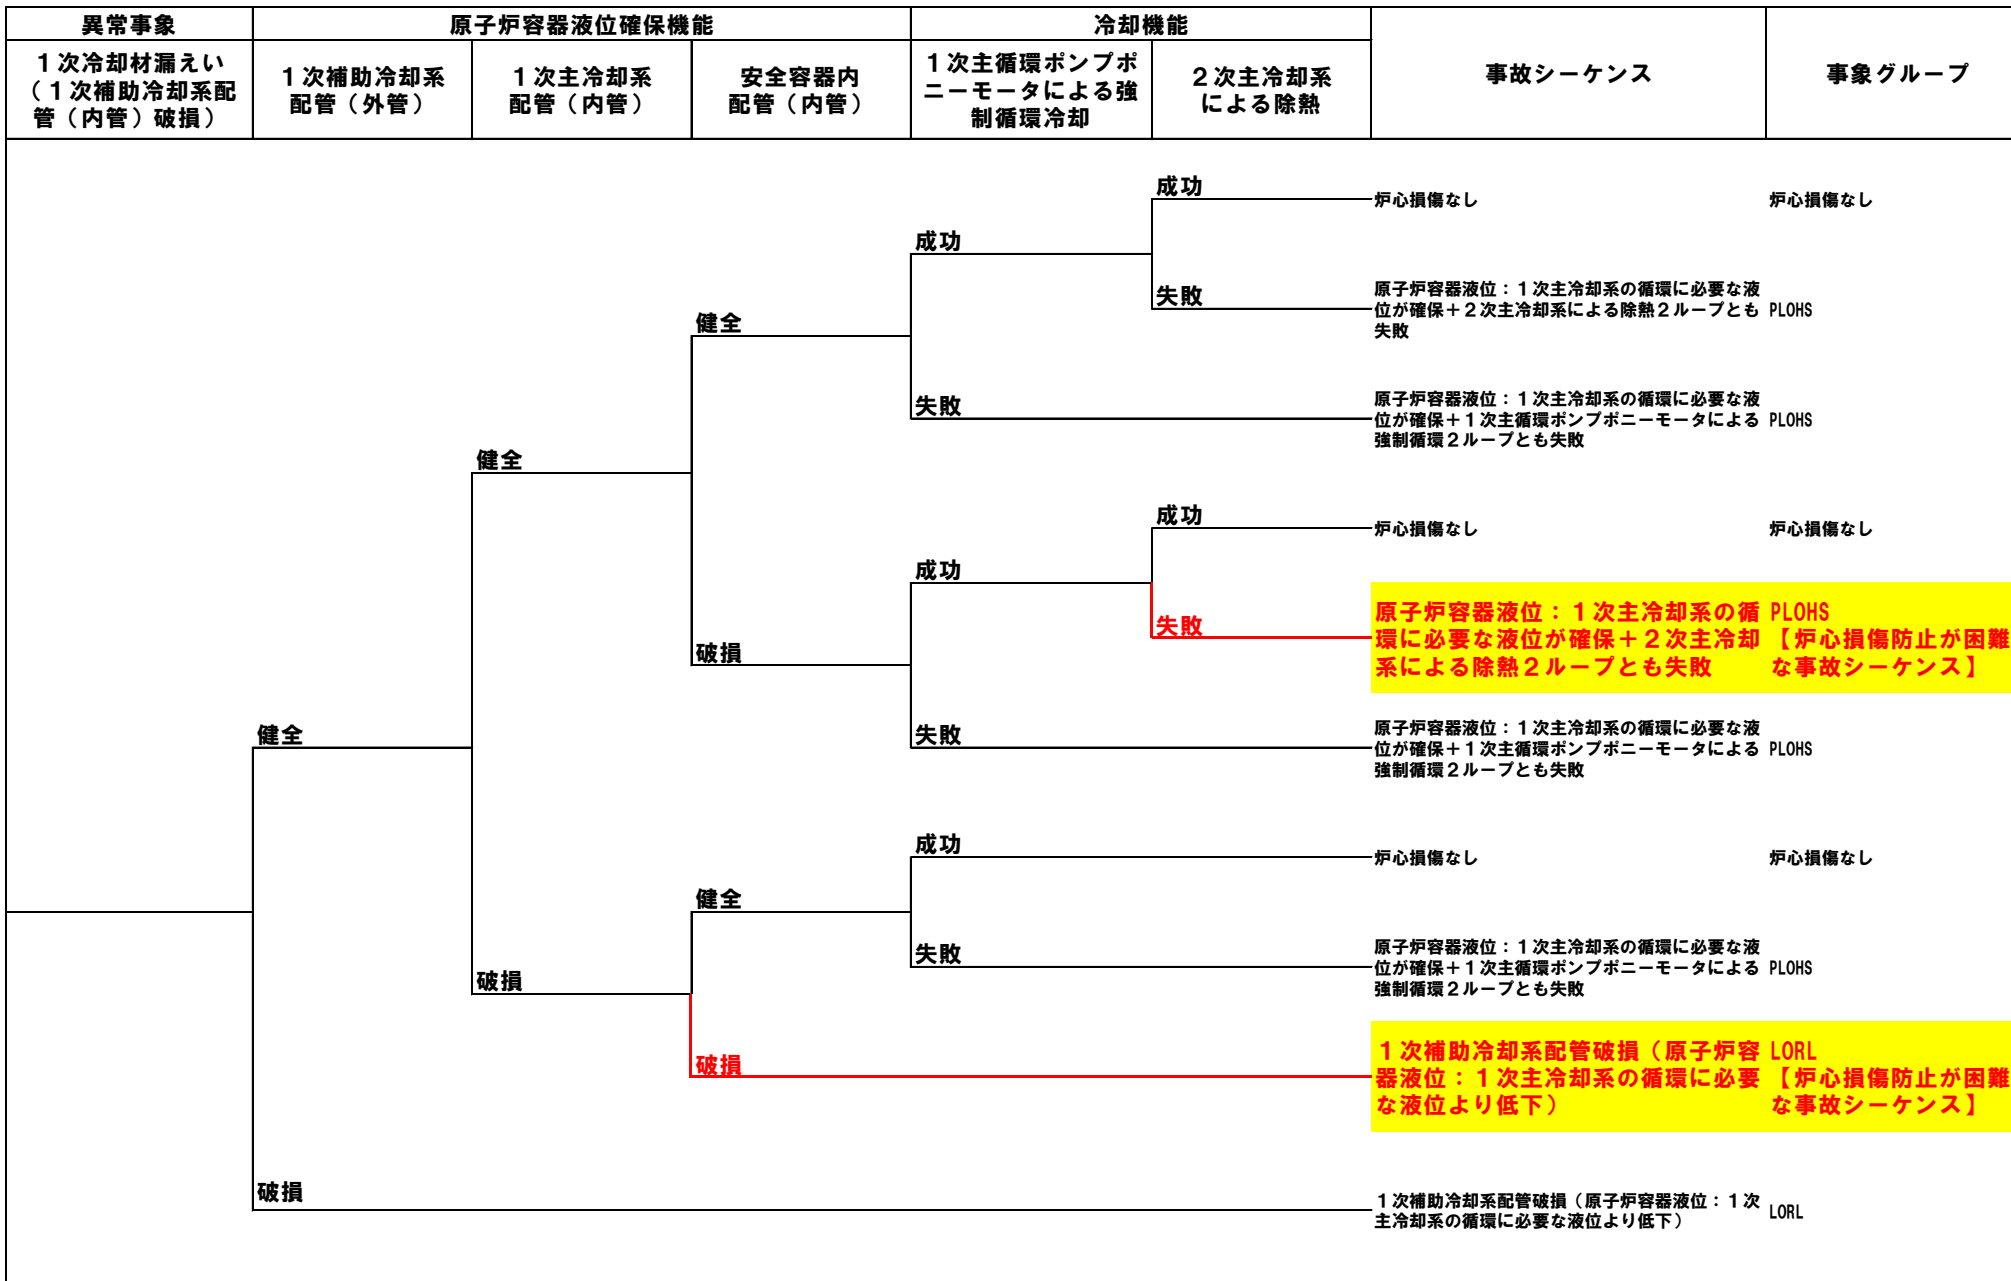 異常事象
原子炉容器液位確保機能
冷却機能
事故シーケンス
事象グループ
１次冷却材漏えい
（１次補助冷却系配
管（内管）破損）
１次補助冷却系
配管（外管）
１次主冷却系
配管（内管）
安全容器内
配管（内管）
１次主循環ポンプポ
ニーモータによる強
制循環冷却
２次主冷却系
による除熱
成功
炉心損傷なし
炉心損傷なし
成功
失敗
原子炉容器液位：１次主冷却系の循環に必要な液
位が確保＋２次主冷却系による除熱２ループとも
失敗
PLOHS
健全
失敗
原子炉容器液位：１次主冷却系の循環に必要な液
位が確保＋１次主循環ポンプポニーモータによる
強制循環２ループとも失敗
PLOHS
健全
成功
炉心損傷なし
炉心損傷なし
成功
失敗
原子炉容器液位：１次主冷却系の循
環に必要な液位が確保＋２次主冷却
系による除熱２ループとも失敗
PLOHS
【炉心損傷防止が困難
な事故シーケンス】
破損
健全
失敗
原子炉容器液位：１次主冷却系の循環に必要な液
位が確保＋１次主循環ポンプポニーモータによる
強制循環２ループとも失敗
PLOHS
成功
炉心損傷なし
炉心損傷なし
健全
失敗
原子炉容器液位：１次主冷却系の循環に必要な液
位が確保＋１次主循環ポンプポニーモータによる
強制循環２ループとも失敗
PLOHS
破損
破損
１次補助冷却系配管破損（原子炉容
器液位：１次主冷却系の循環に必要
な液位より低下）
LORL
【炉心損傷防止が困難
な事故シーケンス】
破損
１次補助冷却系配管破損（原子炉容器液位：１次
主冷却系の循環に必要な液位より低下）
LORL